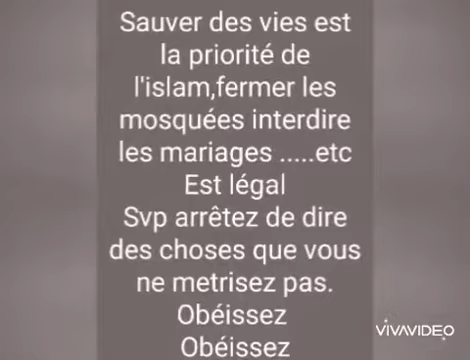 Sauver des vies est
la priorité de
l'islam,fermer les
mosquées interdire
les mariages .....etc
Est légal
Svp arrêtez de dire
des choses que vous
ne metrisez pas.
Obéissez
Obéissez
VIVAVIDEO